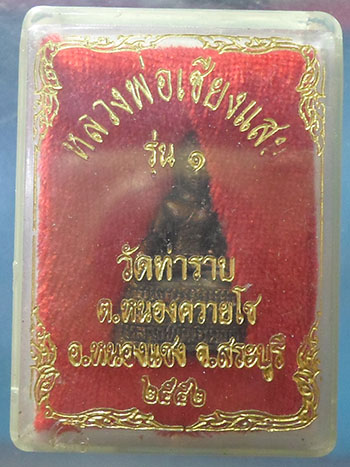 หลวงพ่อเชียงแสน
รุ่น ๑
วัดท่าราบ
ต.หนองควายโซ
อ.หนองแซง จ.สระบุรี
๒๕๕๒